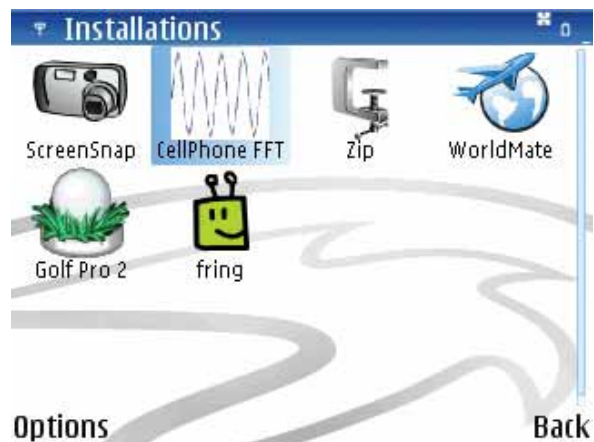 Installations
ScreenSnap CellPhone FFT Zip WorldMate
Golf Pro 2 fring
Options Back